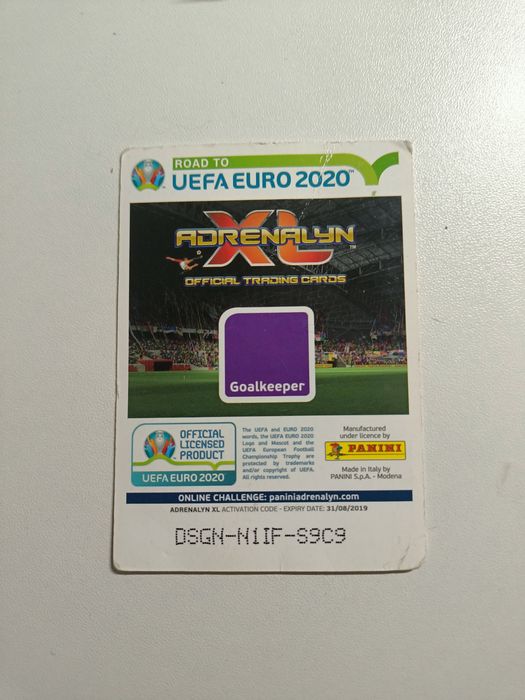 ROAD TO
UEFA EURO 2020™
XL
ADRENALYN™
OFFICIAL TRADING CARDS
Goalkeeper
OFFICIAL
LICENSED
PRODUCT
UEFA EURO 2020
The UEFA and EURO 2020
words, the UEFA EURO 2020
Logo and Mascot and the
UEFA European Football
Championship Trophy are
protected by trademarks
and/or copyright of UEFA.
All rights reserved.
Manufactured
under licence by
PANINI
Made in Italy by
PANINI S.p.A. - Modena
ONLINE CHALLENGE: paniniadrenalyn.com
ADRENALYN XL ACTIVATION CODE - EXPIRY DATE: 31/08/2019
DSGN-N1IF-S9C9